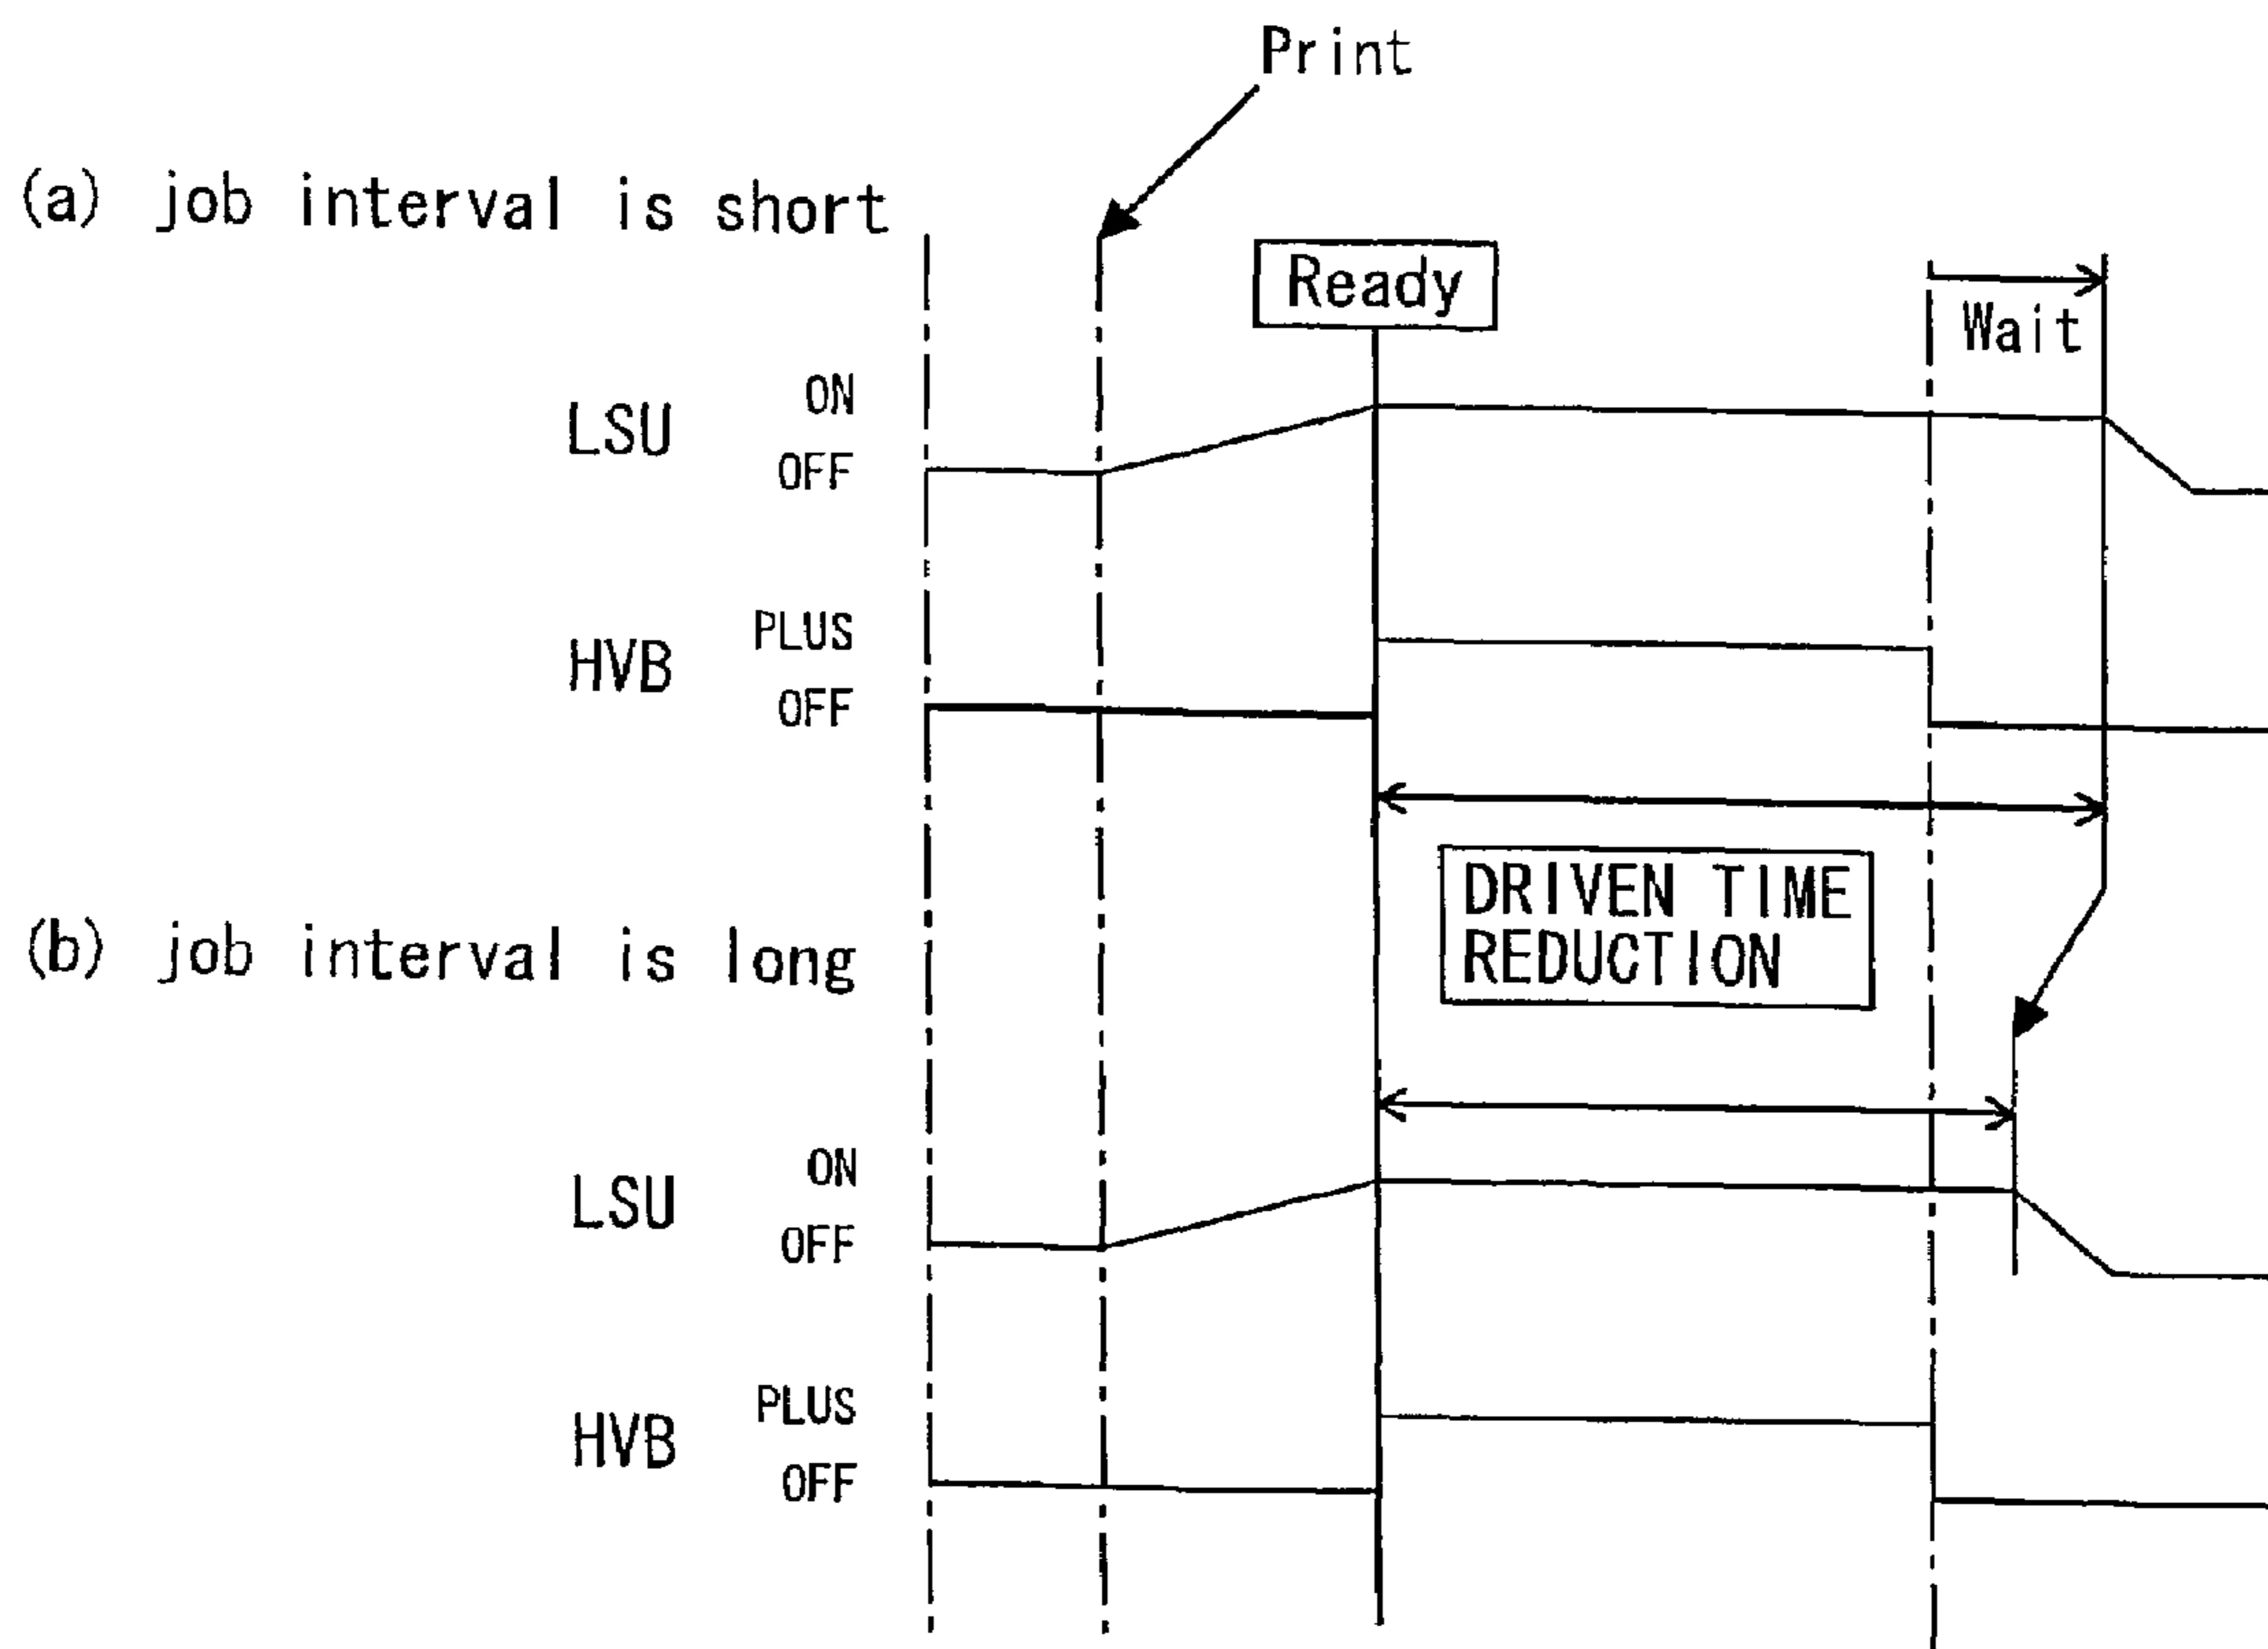 Print
(a) job interval is short
Ready
Wait
ON
LSU
OFF
PLUS
HVB
OFF
DRIVEN TIME
REDUCTION
(b) job interval is long
ON
LSU
OFF
PLUS
HVB
OFF